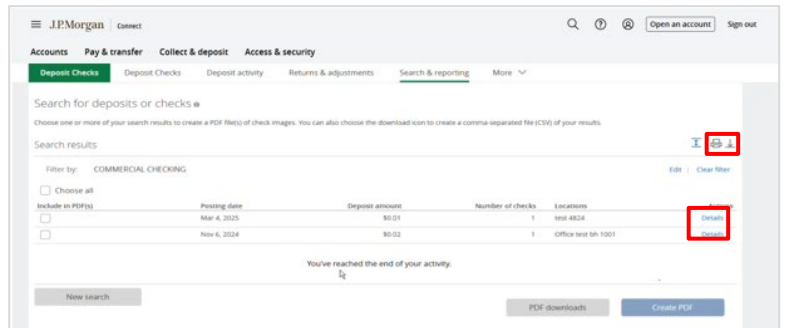 J.P.Morgan Connect Open an account Sign out
Accounts Pay & transfer Collect & deposit Access & security
Deposit Checks Deposit Checks Deposit activity Returns & adjustments Search & reporting More
Search for deposits or checks
Choose one or more of your search results to create a PDF file(s) of check images. You can also choose the download icon to create a comma-separated file (CSV) of your results.
Search results
Filter by: COMMERCIAL CHECKING Edit | Clear filter
Choose all
Include in PDF(s) Posting date Deposit amount Number of checks Locations Actions
Mar 4, 2025 $0.01 1 test 4824 Details
Nov 6, 2024 $0.02 1 Office test bh 1001 Details
You've reached the end of your activity.
New search PDF downloads Create PDF